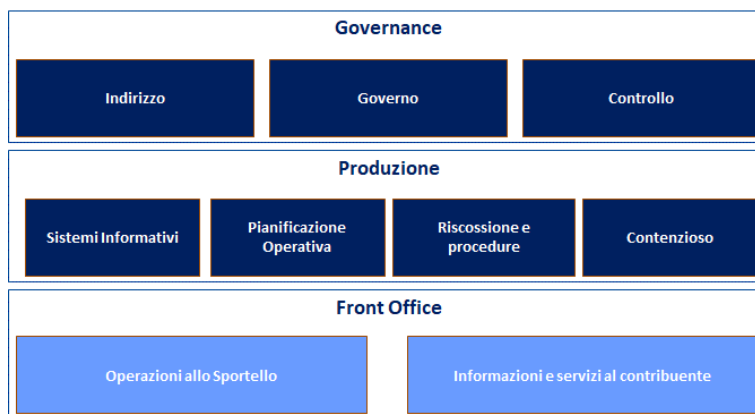 Governance
Indirizzo
Governo
Controllo
Produzione
Sistemi Informativi
Pianificazione
Operativa
Riscossione e
procedure
Contenzioso
Front Office
Operazioni allo Sportello
Informazioni e servizi al contribuente